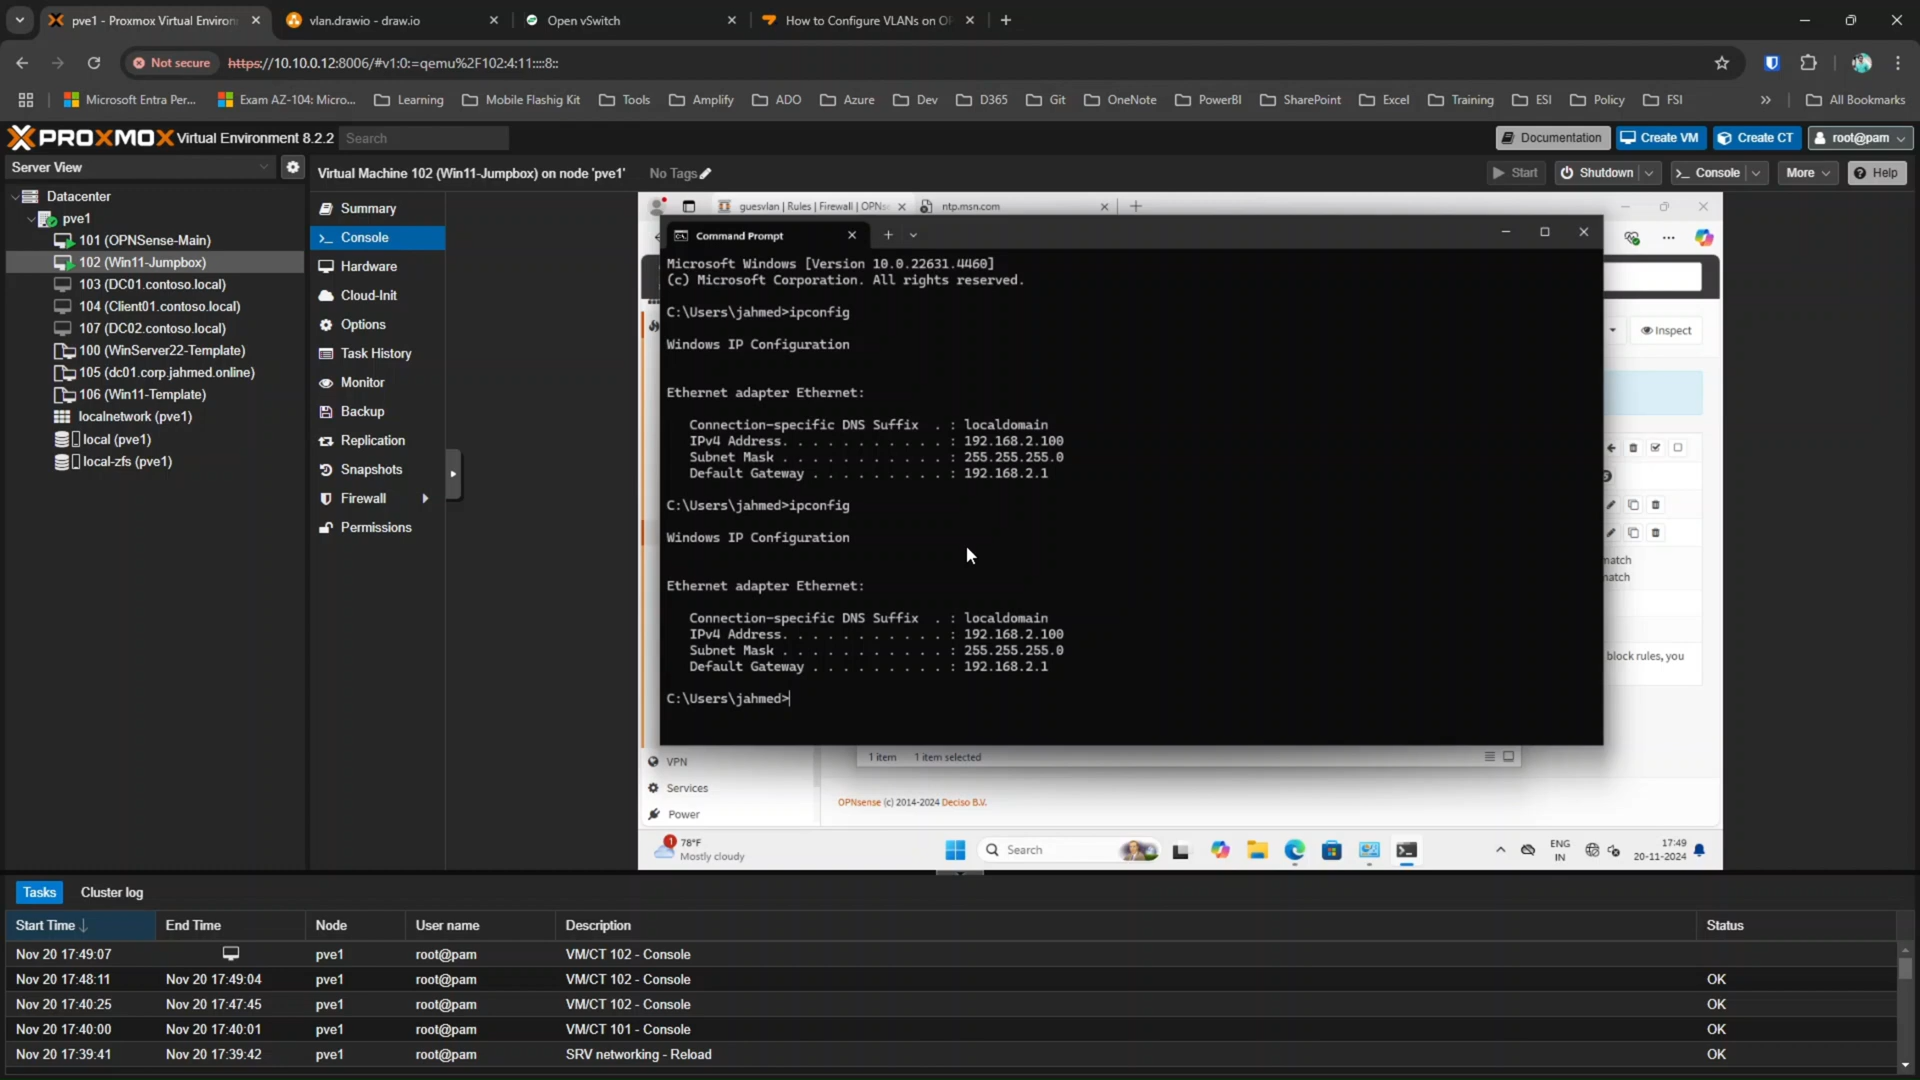 pve1 - Proxmox Virtual Environ
vlan.drawio - draw.io
Open vSwitch
How to Configure VLANs on OP
Not secure
https://10.10.0.12:8006/#v1:0:=qemu%2F102:4:11::::8::
Microsoft Entra Per...
Exam AZ-104: Micro...
Learning
Mobile Flashig Kit
Tools
Amplify
ADO
Azure
Dev
D365
Git
OneNote
PowerBI
SharePoint
Excel
Training
ESI
Policy
FSI
All Bookmarks
PROXMOX Virtual Environment 8.2.2
Search
Documentation
Create VM
Create CT
root@pam
Server View
Virtual Machine 102 (Win11-Jumpbox) on node 'pve1'
No Tags
Start
Shutdown
Console
More
Help
Datacenter
pve1
101 (OPNSense-Main)
102 (Win11-Jumpbox)
103 (DC01.contoso.local)
104 (Client01.contoso.local)
107 (DC02.contoso.local)
100 (WinServer22-Template)
105 (dc01.corp.jahmed.online)
106 (Win11-Template)
localnetwork (pve1)
local (pve1)
local-zfs (pve1)
Summary
Console
Hardware
Cloud-Init
Options
Task History
Monitor
Backup
Replication
Snapshots
Firewall
Permissions
guesvlan | Rules | Firewall | OPNse
ntp.msn.com
Command Prompt
Microsoft Windows [Version 10.0.22631.4460]
(c) Microsoft Corporation. All rights reserved.
C:\Users\jahmed>ipconfig
Windows IP Configuration
Ethernet adapter Ethernet:
Connection-specific DNS Suffix . : localdomain
IPv4 Address. . . . . . . . . . . : 192.168.2.100
Subnet Mask . . . . . . . . . . . : 255.255.255.0
Default Gateway . . . . . . . . . : 192.168.2.1
C:\Users\jahmed>ipconfig
Windows IP Configuration
Ethernet adapter Ethernet:
Connection-specific DNS Suffix . : localdomain
IPv4 Address. . . . . . . . . . . : 192.168.2.100
Subnet Mask . . . . . . . . . . . : 255.255.255.0
Default Gateway . . . . . . . . . : 192.168.2.1
C:\Users\jahmed>
Inspect
match
match
block rules, you
VPN
Services
Power
1 item 1 item selected
OPNsense (c) 2014-2024 Deciso B.V.
1
78°F
Mostly cloudy
Search
ENG
IN
17:49
20-11-2024
Tasks
Cluster log
Start Time End Time Node User name Description Status
Nov 20 17:49:07 pve1 root@pam VM/CT 102 - Console
Nov 20 17:48:11 Nov 20 17:49:04 pve1 root@pam VM/CT 102 - Console OK
Nov 20 17:40:25 Nov 20 17:47:45 pve1 root@pam VM/CT 102 - Console OK
Nov 20 17:40:00 Nov 20 17:40:01 pve1 root@pam VM/CT 101 - Console OK
Nov 20 17:39:41 Nov 20 17:39:42 pve1 root@pam SRV networking - Reload OK